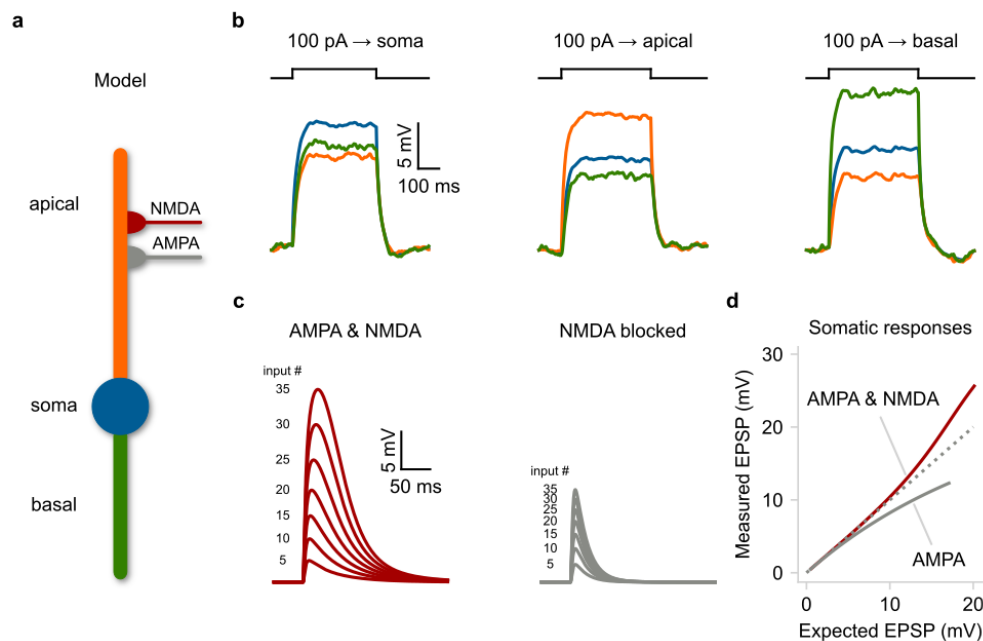 a
Model
apical
NMDA
AMPA
soma
basal
b
100 pA → soma
100 pA → apical
100 pA → basal
5 mV
100 ms
c
AMPA & NMDA
input #
35
30
25
20
15
10
5
5 mV
50 ms
NMDA blocked
input #
35
30
25
20
15
10
5
d
Somatic responses
Measured EPSP (mV)
30
20
10
0
AMPA & NMDA
AMPA
0
10
20
Expected EPSP (mV)